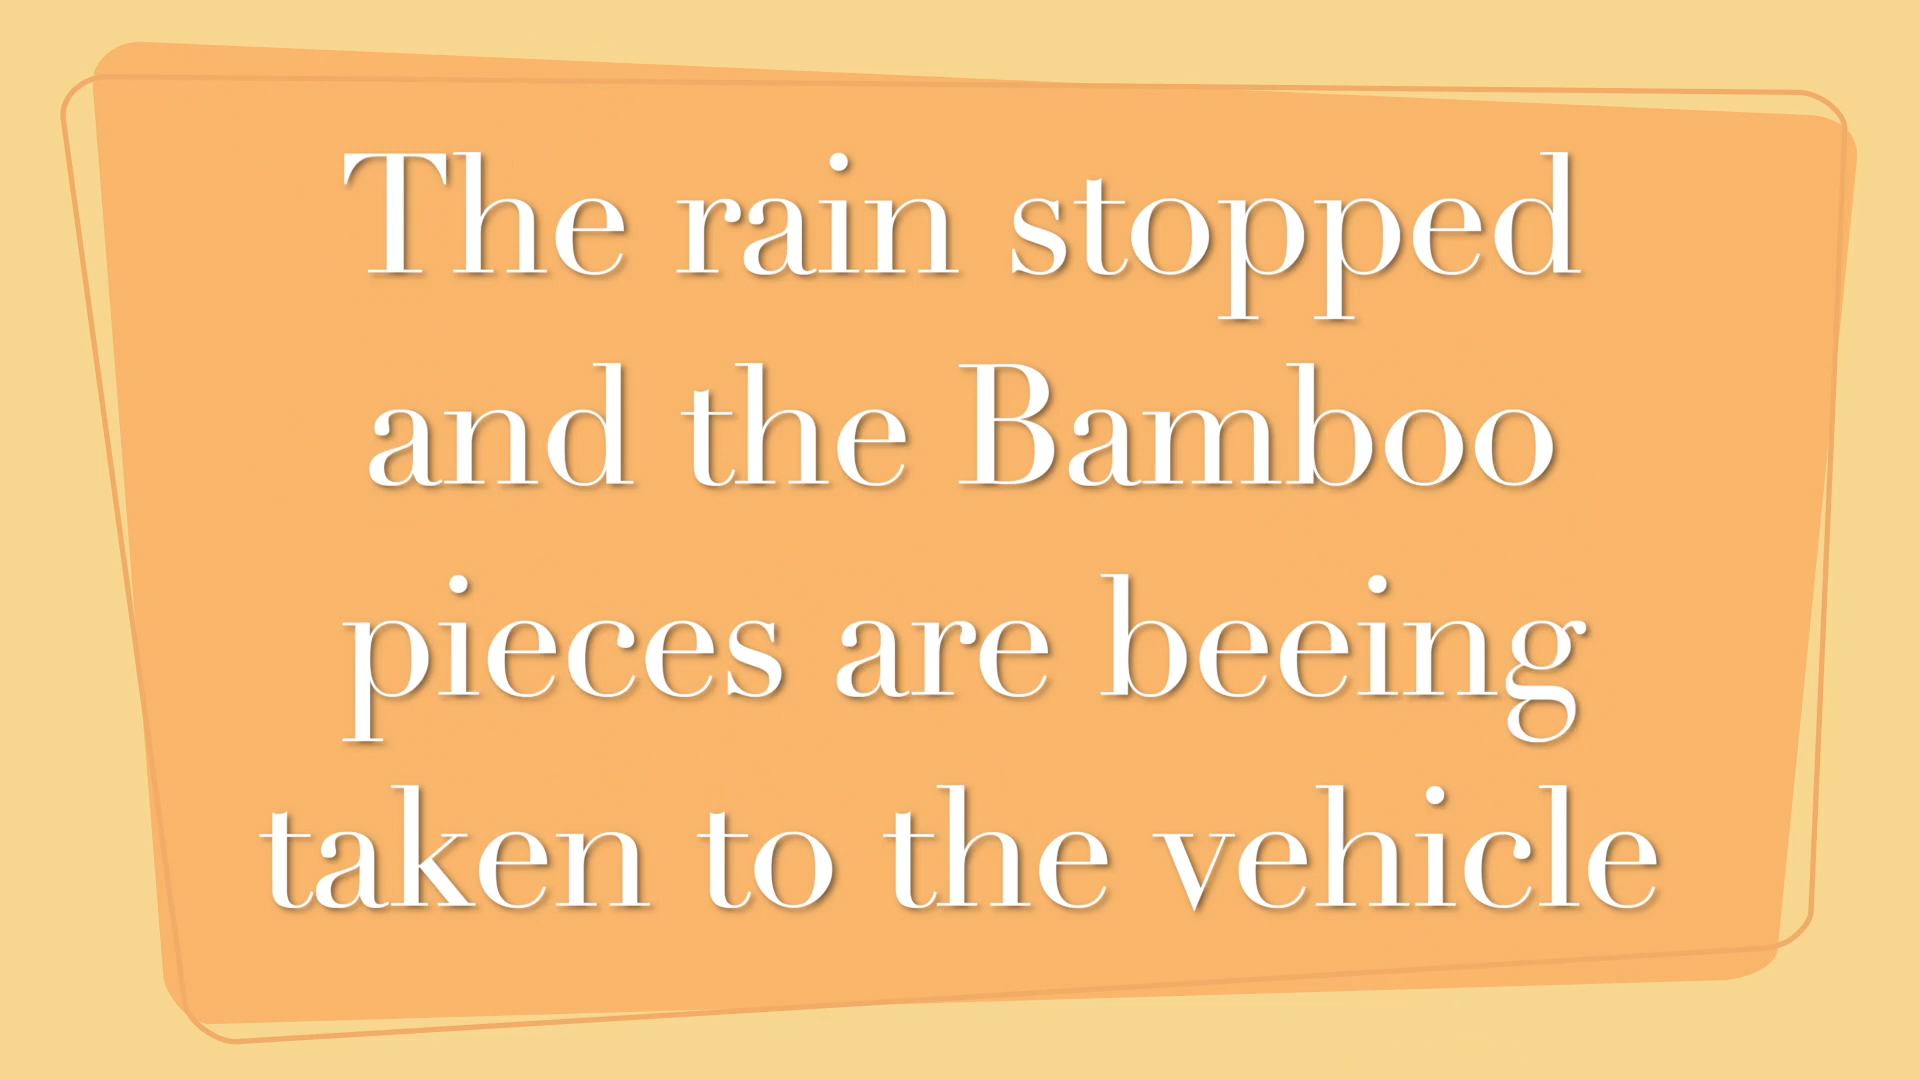 The rain stopped
and the Bamboo
pieces are beeing
taken to the vehicle